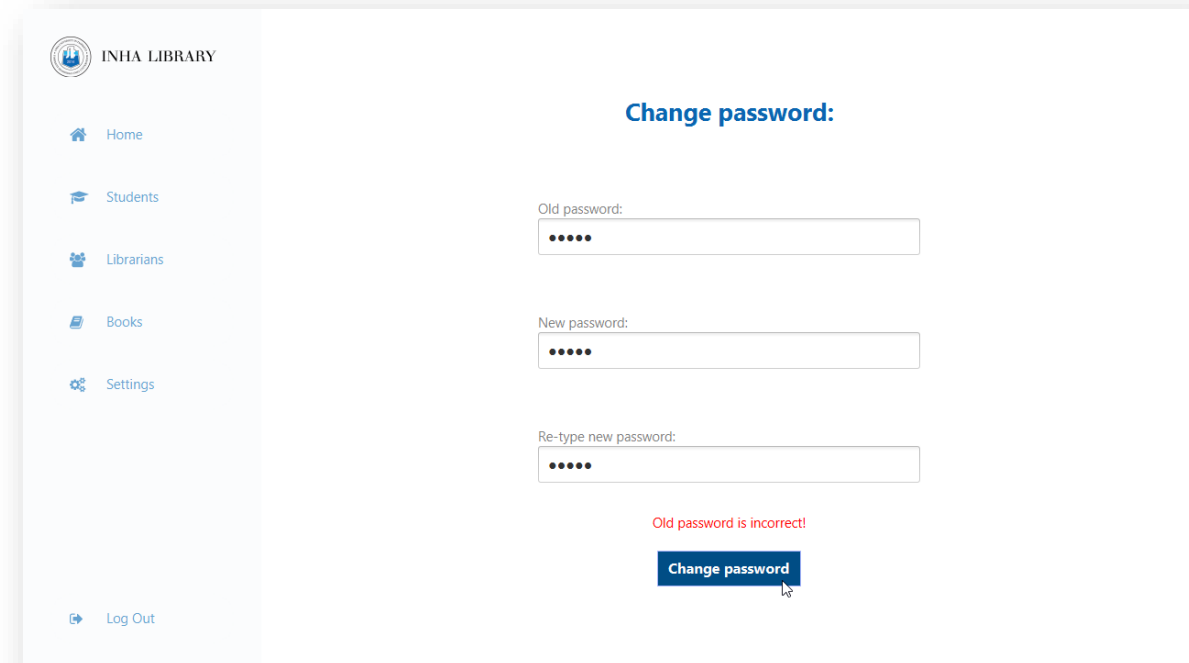 INHA LIBRARY
Home
Students
Librarians
Books
Settings
Log Out
Change password:
Old password:
•••••
New password:
•••••
Re-type new password:
•••••
Old password is incorrect!
Change password